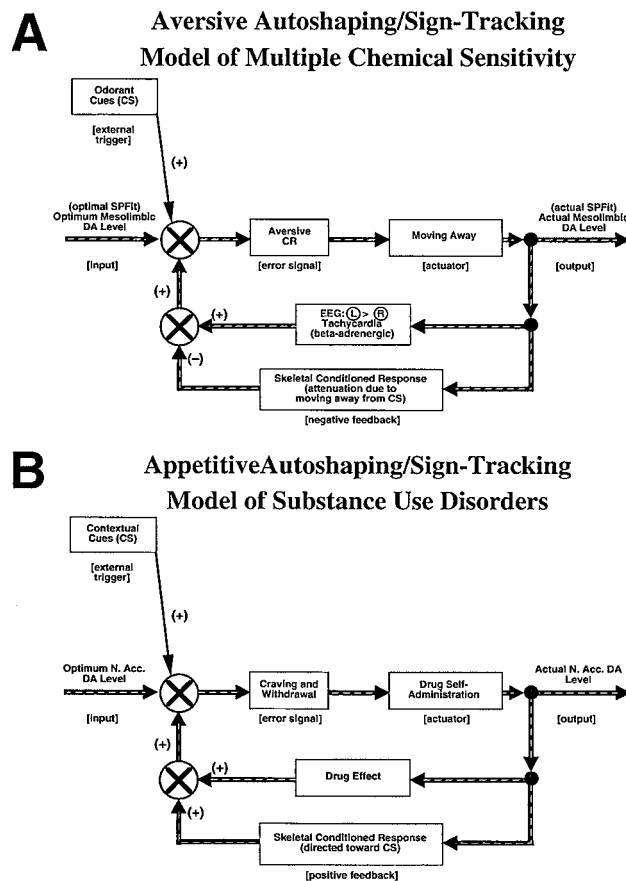 A
Aversive Autoshaping/Sign-Tracking
Model of Multiple Chemical Sensitivity
Odorant
Cues (CS)
[external
trigger]
(+)
(optimal SPFit)
Optimum Mesolimbic
DA Level
[input]
Aversive
CR
[error signal]
Moving Away
[actuator]
(actual SPFit)
Actual Mesolimbic
DA Level
[output]
(+)
(+)
EEG: L > R
Tachycardia
(beta-adrenergic)
(−)
Skeletal Conditioned Response
(attenuation due to
moving away from CS)
[negative feedback]
B
AppetitiveAutoshaping/Sign-Tracking
Model of Substance Use Disorders
Contextual
Cues (CS)
[external
trigger]
(+)
Optimum N. Acc.
DA Level
[input]
Craving and
Withdrawal
[error signal]
Drug Self-
Administration
[actuator]
Actual N. Acc. DA
Level
[output]
(+)
(+)
Drug Effect
(+)
Skeletal Conditioned Response
(directed toward CS)
[positive feedback]